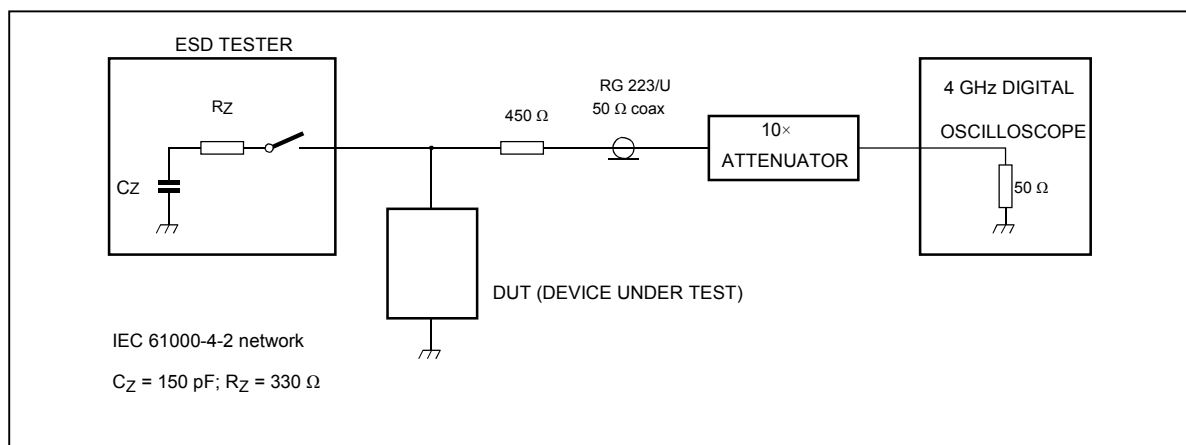 ESD TESTER
RZ
CZ
450 Ω
RG 223/U
50 Ω coax
10×
ATTENUATOR
4 GHz DIGITAL
OSCILLOSCOPE
50 Ω
DUT (DEVICE UNDER TEST)
IEC 61000-4-2 network
CZ = 150 pF; RZ = 330 Ω